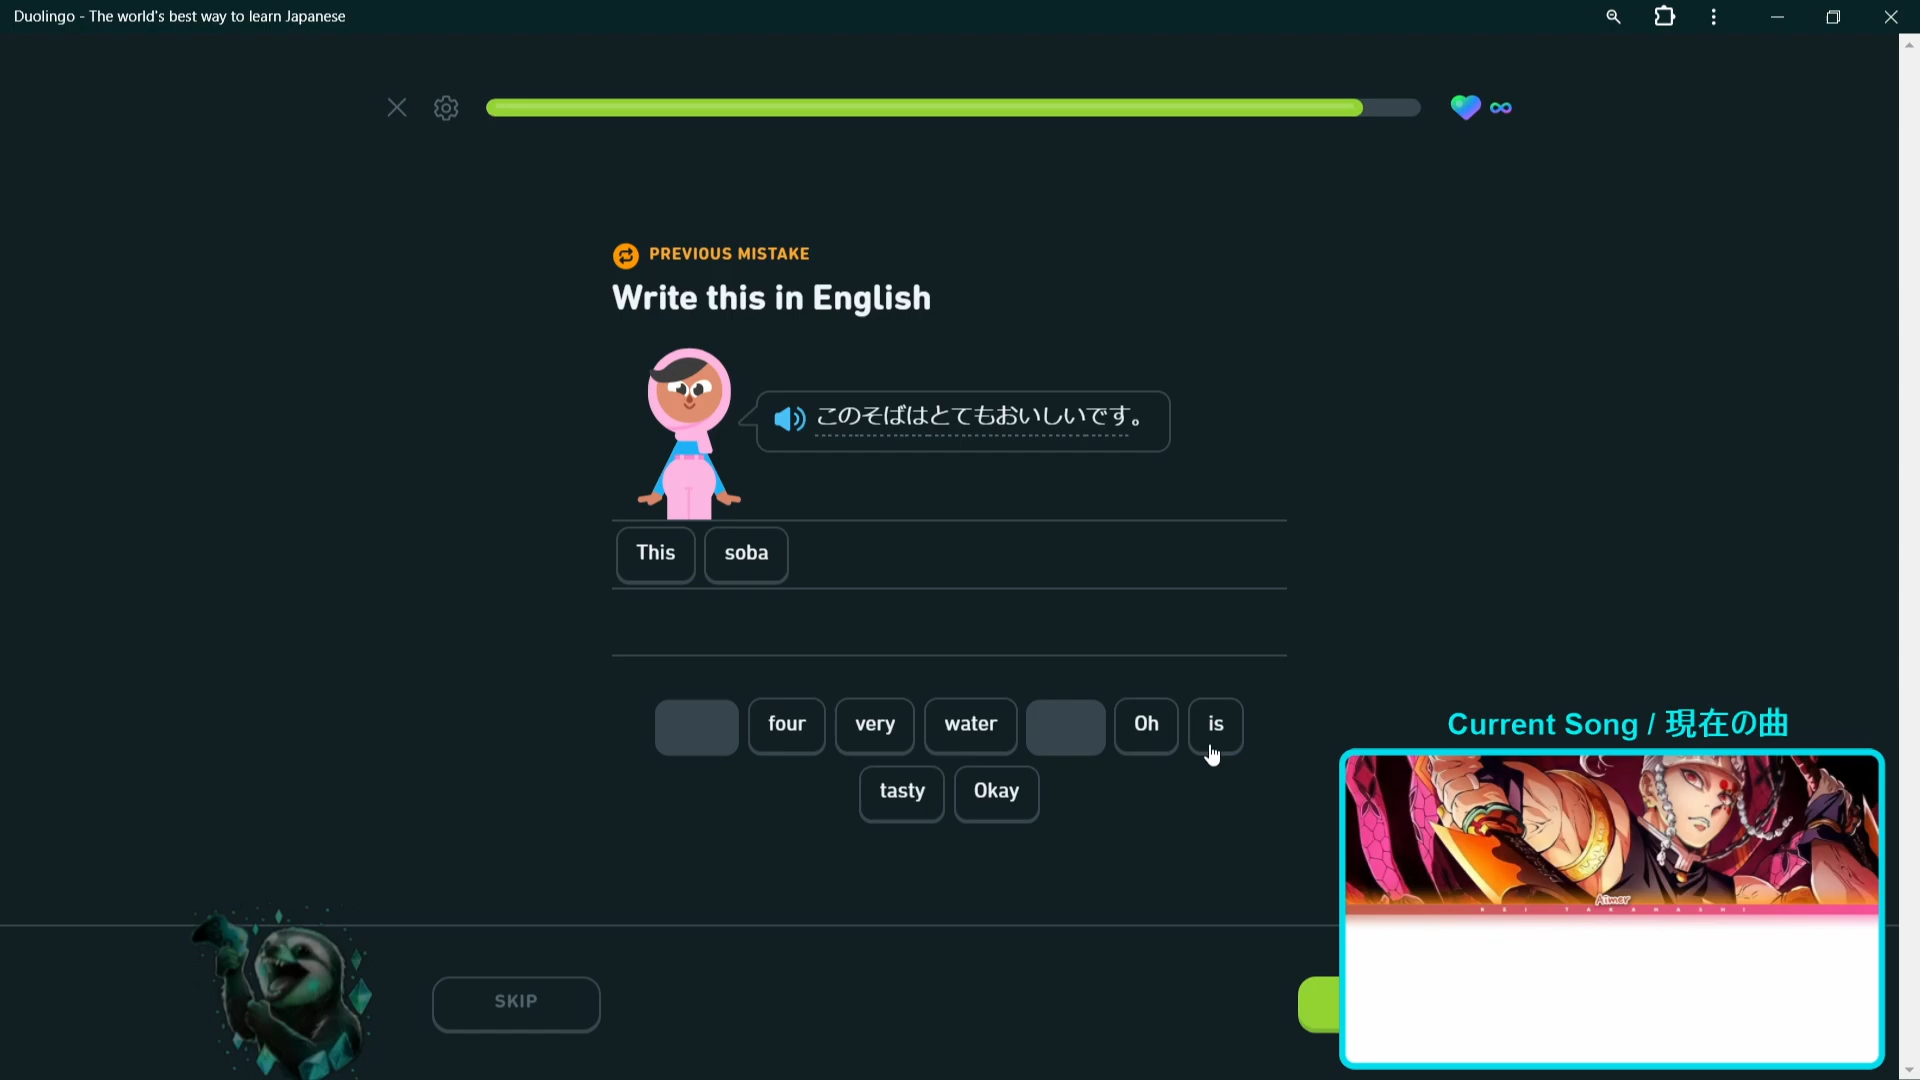 Duolingo - The world's best way to learn Japanese
PREVIOUS MISTAKE
Write this in English
このそばはとてもおいしいです。
This soba
four very water Oh is
tasty Okay
SKIP
Current Song / 現在の曲
Aimer
KEI TAKAHASHI